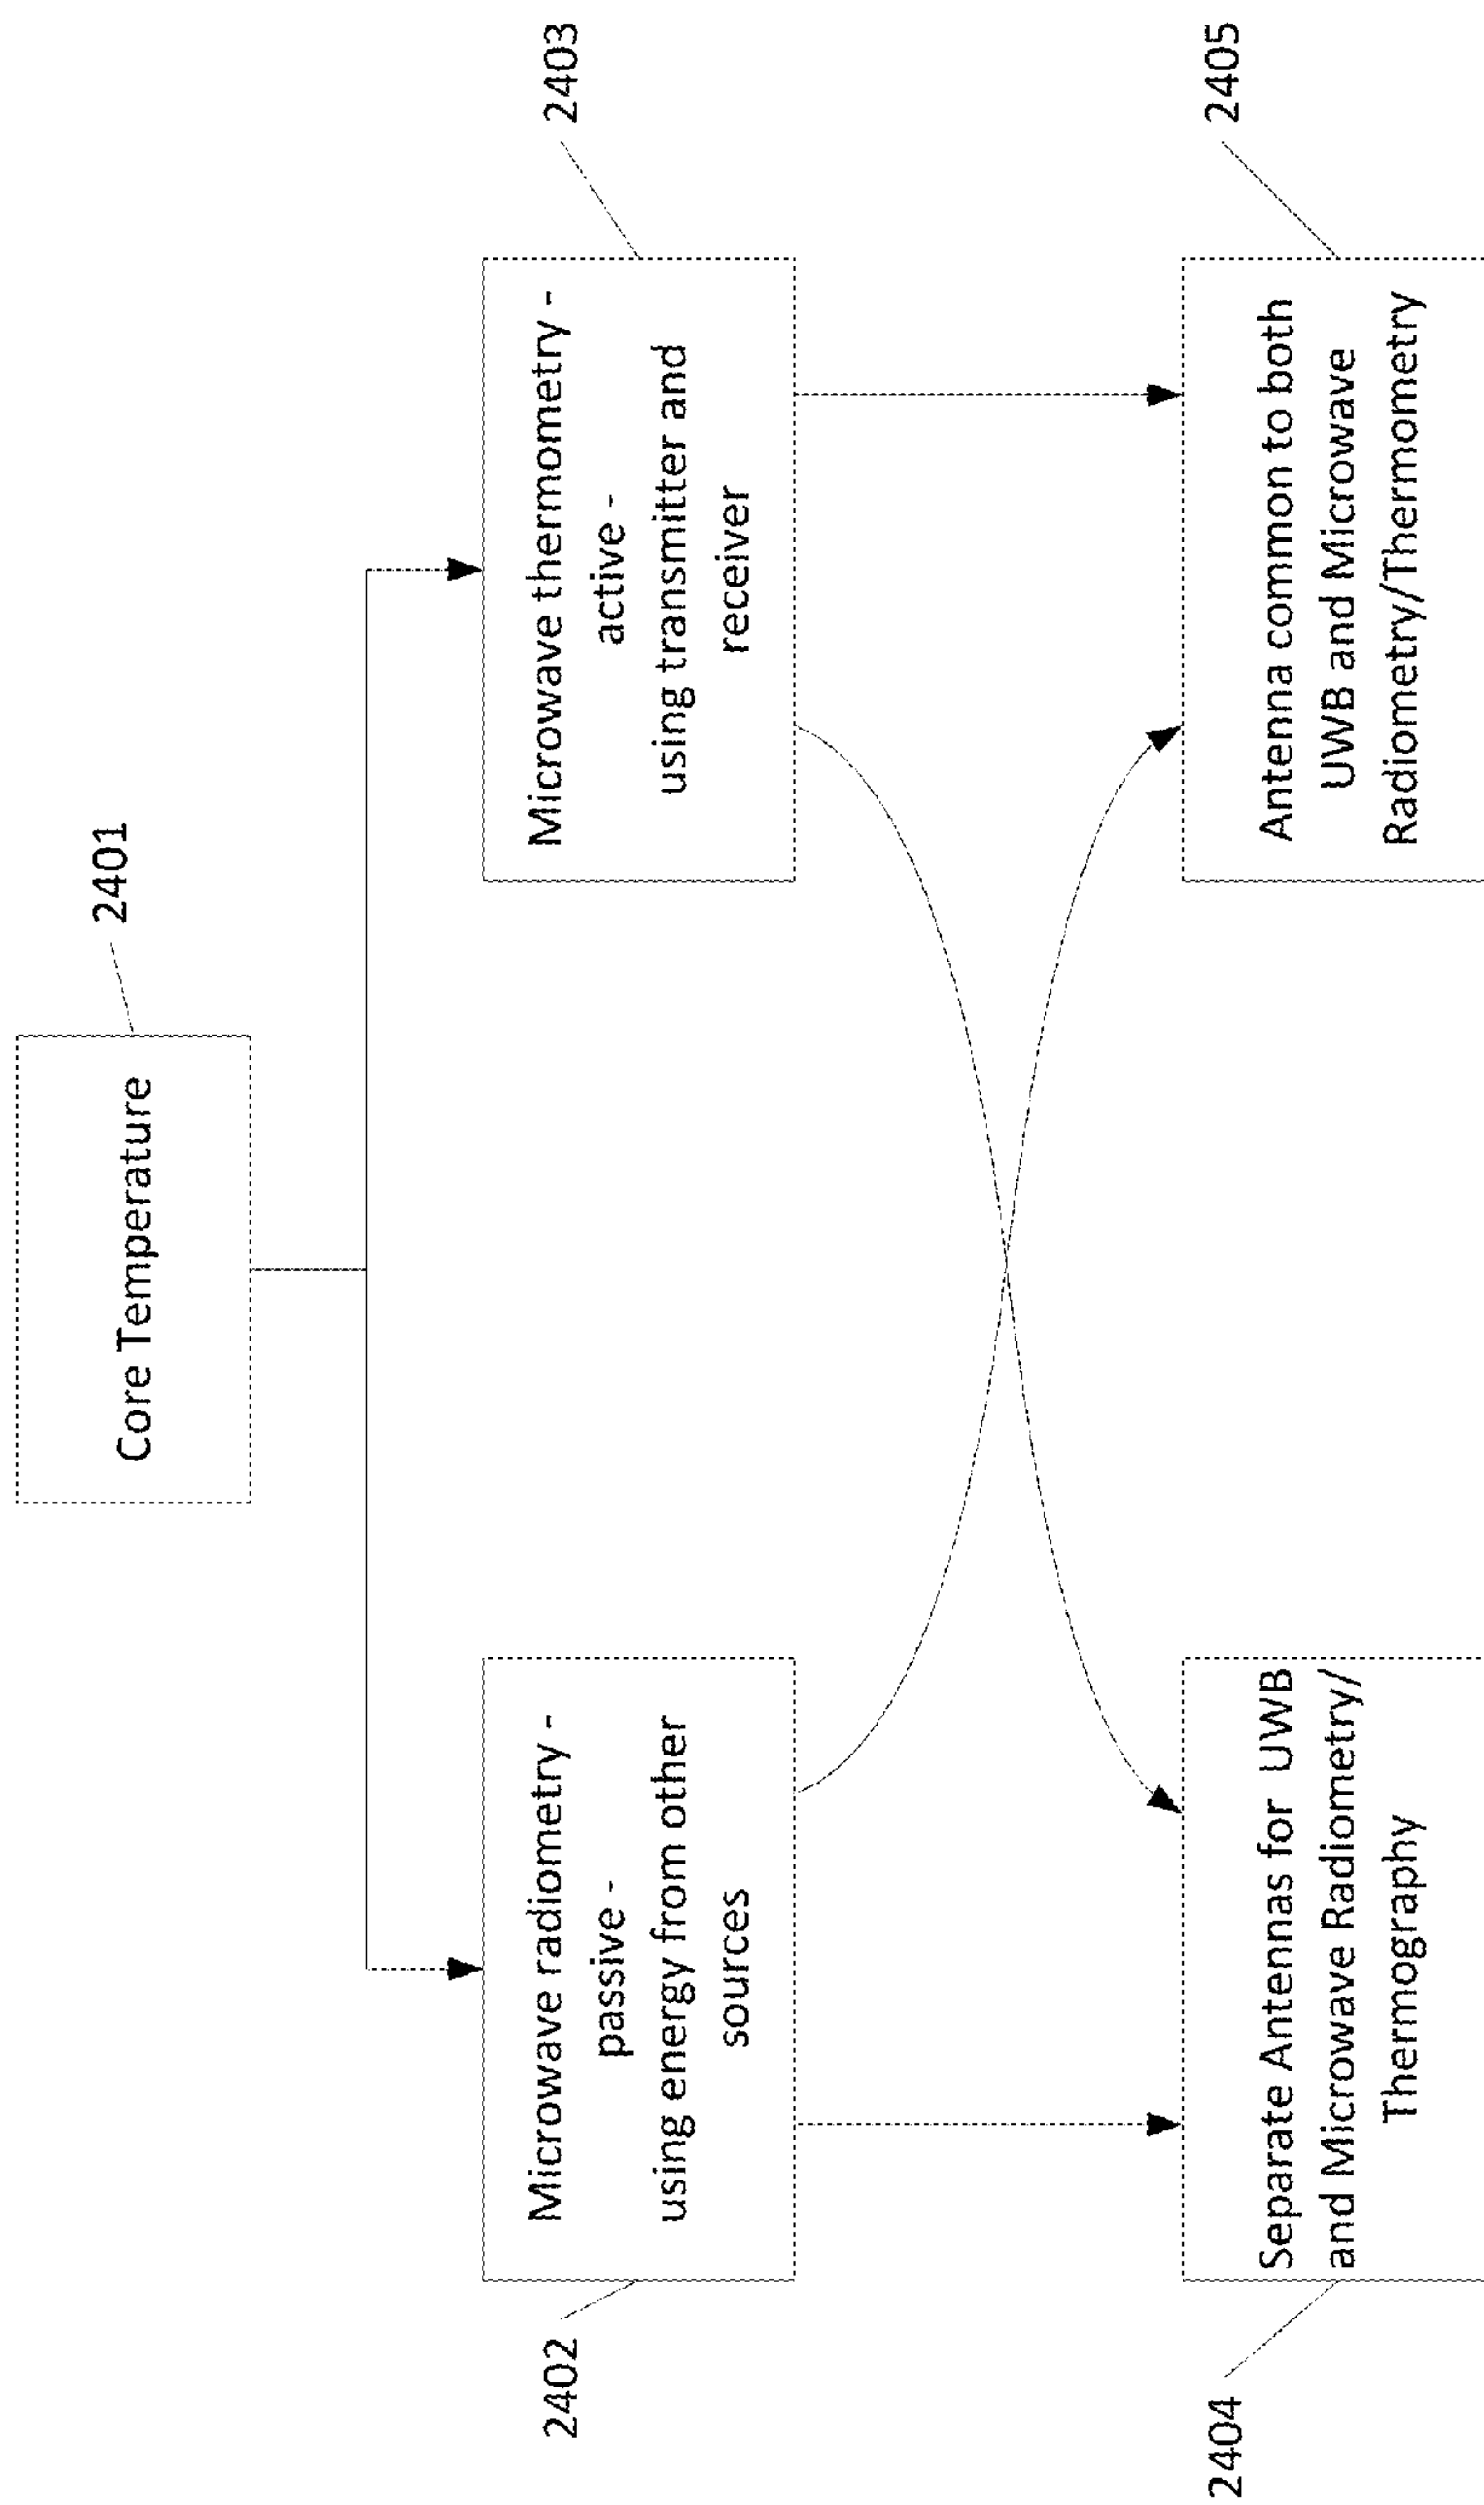 2401
Core Temperature
2402
Microwave radiometry -
passive -
using energy from other
sources
2403
Microwave thermometry -
active -
using transmitter and
receiver
2404
Separate Antennas for UWB
and Microwave Radiometry/
Thermography
2405
Antenna common to both
UWB and Microwave
Radiometry/Thermometry